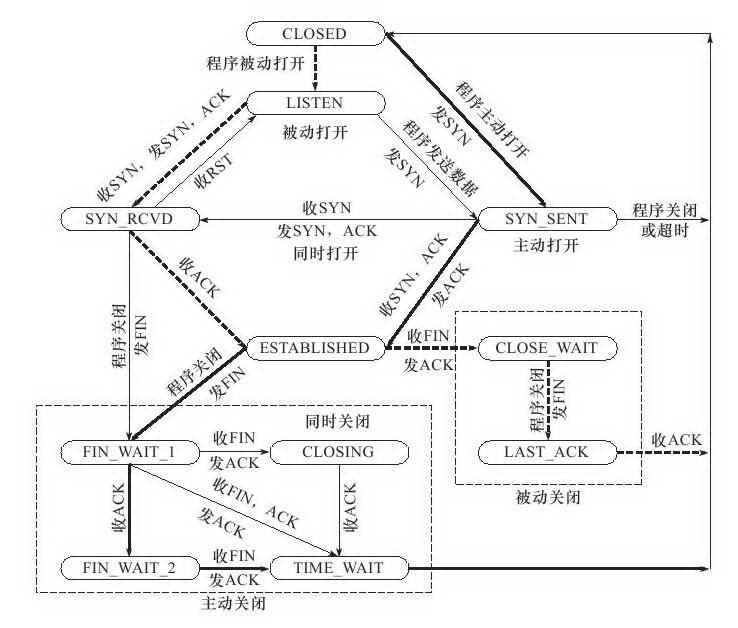 CLOSED
程序被动打开
LISTEN
被动打开
收SYN，发SYN，ACK
收RST
程序发送数据
发SYN
程序主动打开
发SYN
SYN_RCVD
收SYN
发SYN，ACK
同时打开
SYN_SENT
主动打开
程序关闭
或超时
收ACK
收SYN，ACK
发ACK
程序关闭
发FIN
ESTABLISHED
程序关闭
发FIN
收FIN
发ACK
CLOSE_WAIT
程序关闭
发FIN
LAST_ACK
收ACK
被动关闭
同时关闭
FIN_WAIT_1
收FIN
发ACK
CLOSING
收ACK
收FIN，ACK
发ACK
收ACK
FIN_WAIT_2
收FIN
发ACK
TIME_WAIT
主动关闭